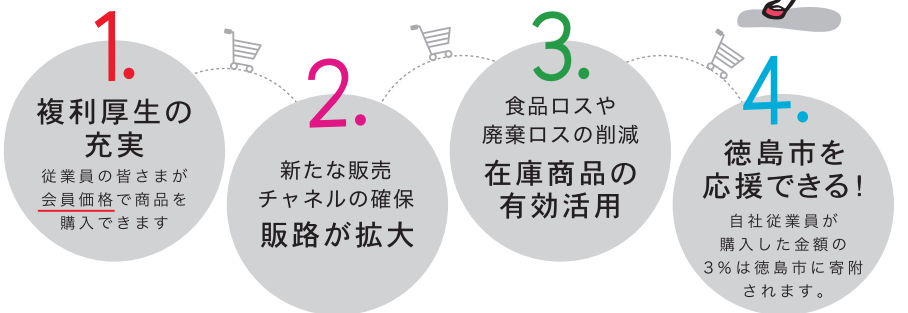 1.
複利厚生の
充実
従業員の皆さまが
会員価格で商品を
購入できます
2.
新たな販売
チャネルの確保
販路が拡大
3.
食品ロスや
廃棄ロスの削減
在庫商品の
有効活用
4.
徳島市を
応援できる!
自社従業員が
購入した金額の
3%は徳島市に寄附
されます。